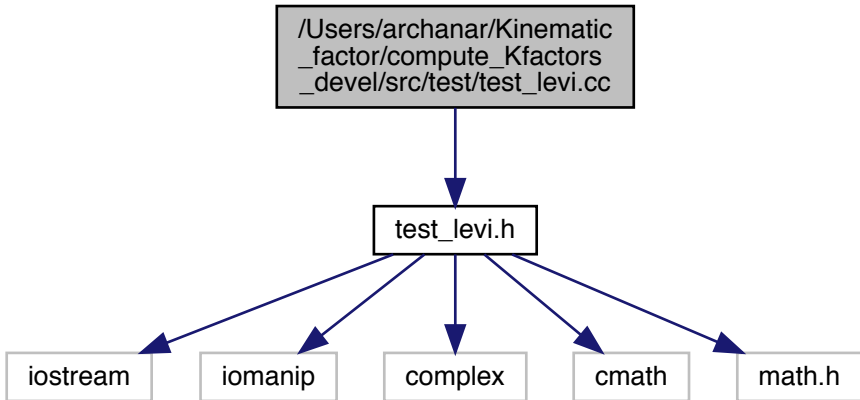 /Users/archanar/Kinematic
_factor/compute_Kfactors
_devel/src/test/test_levi.cc
test_levi.h
iostream
iomanip
complex
cmath
math.h